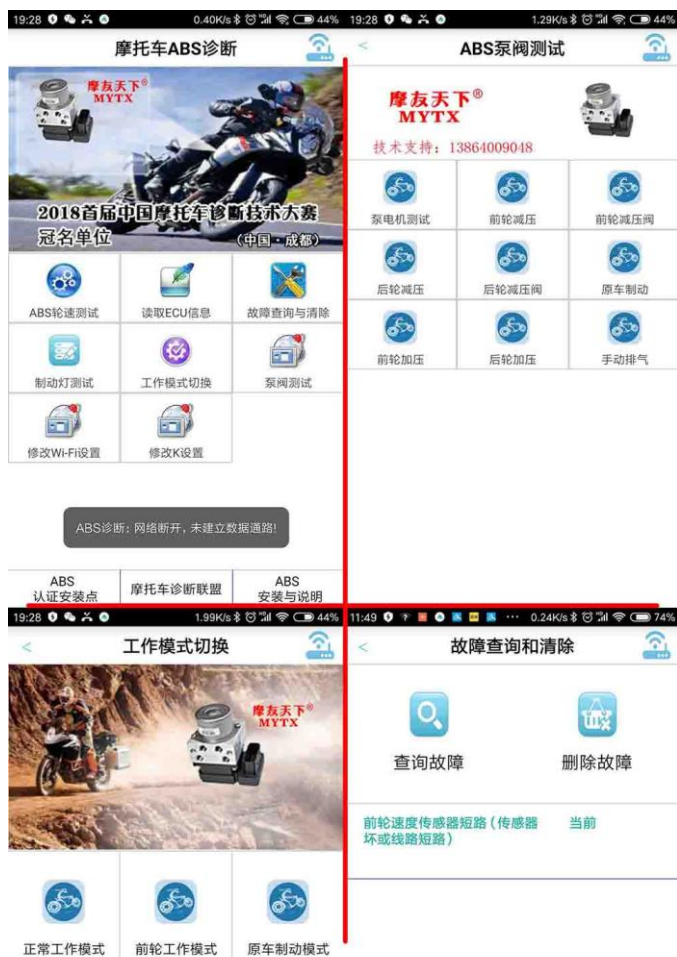 19:28 0.40K/s HD 44%
摩托车ABS诊断
摩友天下®
MYTX
2018首届中国摩托车诊断技术大赛
冠名单位 (中国·成都)
ABS轮速测试 读取ECU信息 故障查询与清除
制动灯测试 工作模式切换 泵阀测试
修改Wi-Fi设置 修改K设置
ABS诊断: 网络断开, 未建立数据通路!
ABS
认证安装点
摩托车诊断联盟
ABS
安装与说明
19:28 1.29K/s HD 44%
< ABS泵阀测试
摩友天下®
MYTX
技术支持: 13864009048
泵电机测试 前轮减压 前轮减压阀
后轮减压 后轮减压阀 原车制动
前轮加压 后轮加压 手动排气
19:28 1.99K/s HD 44%
< 工作模式切换
摩友天下®
MYTX
正常工作模式 前轮工作模式 原车制动模式
11:49 ··· 0.24K/s HD 74%
< 故障查询和清除
查询故障 删除故障
前轮速度传感器短路(传感器 当前
坏或线路短路)